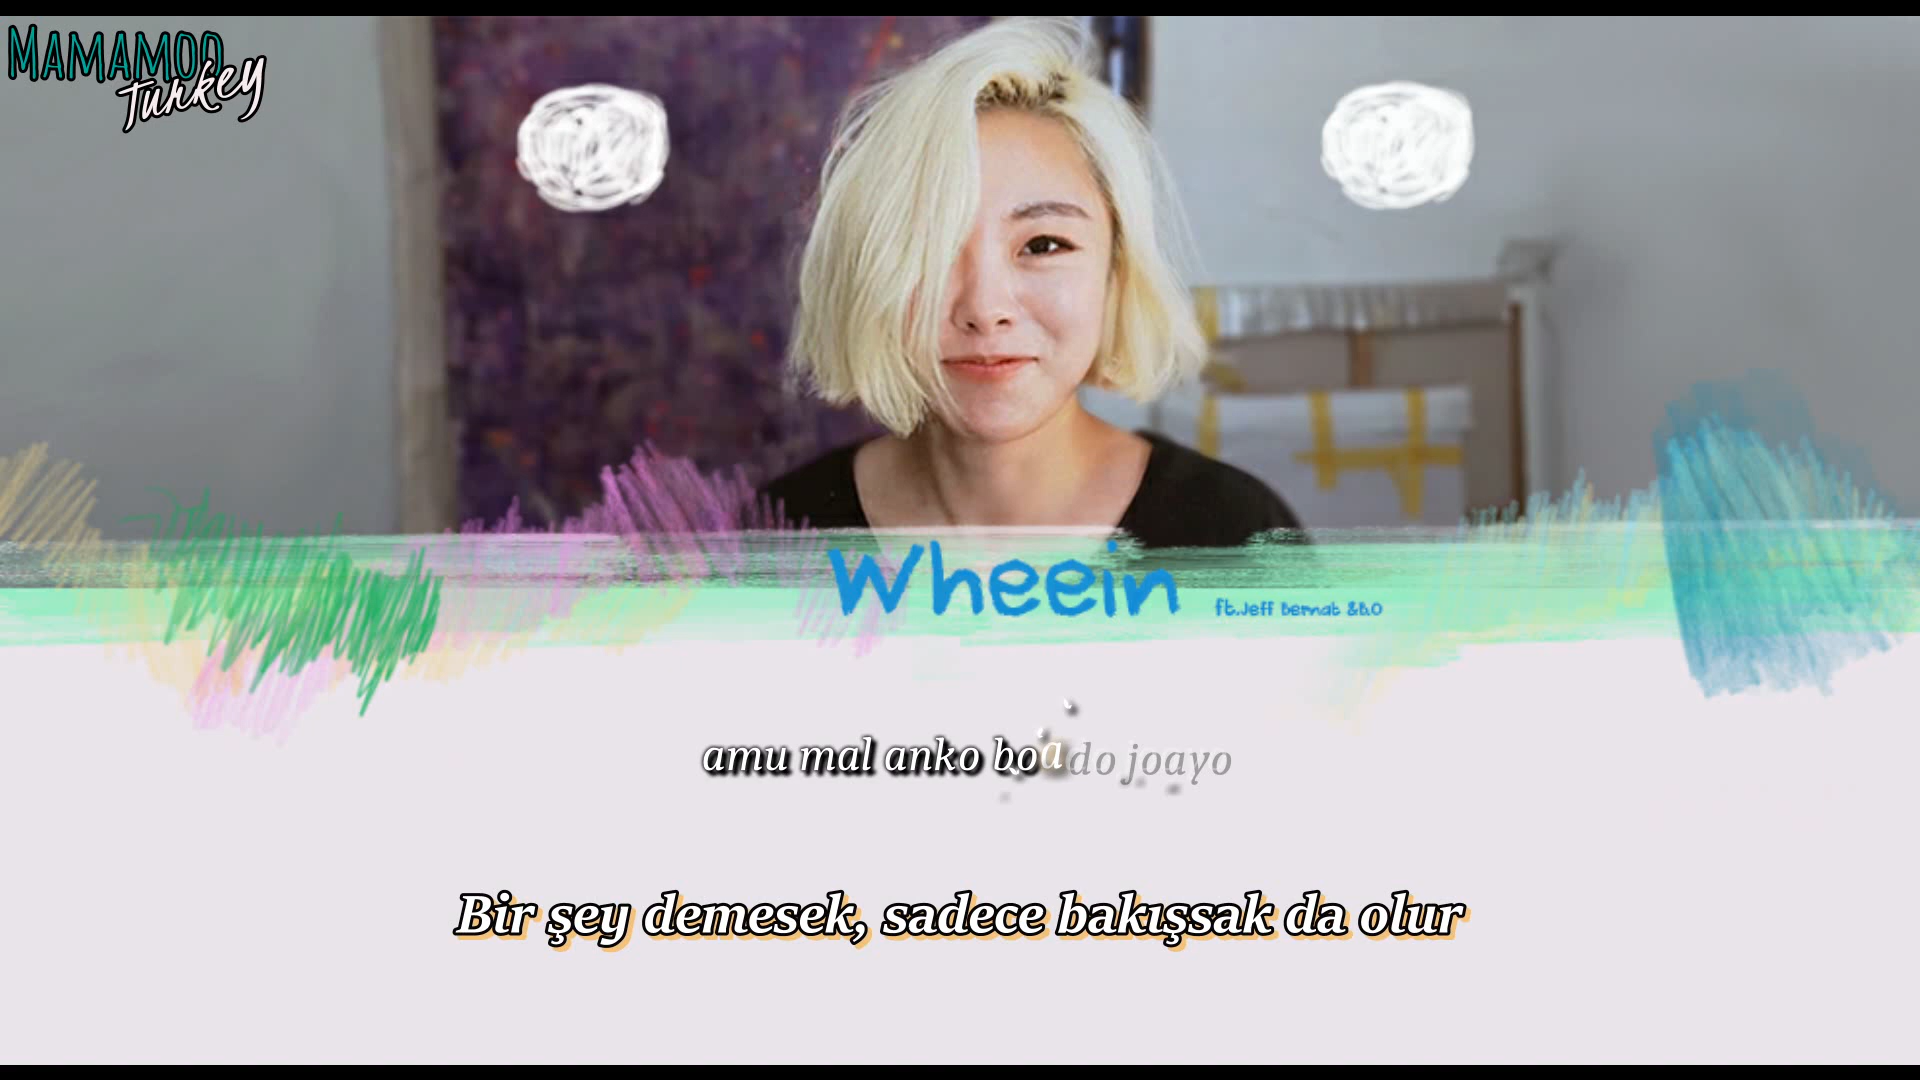 MAMAMOO
Turkey
Wheein
ft.Jeff Bernat &B.O
amu mal anko boado joayo
Bir şey demesek, sadece bakışsak da olur